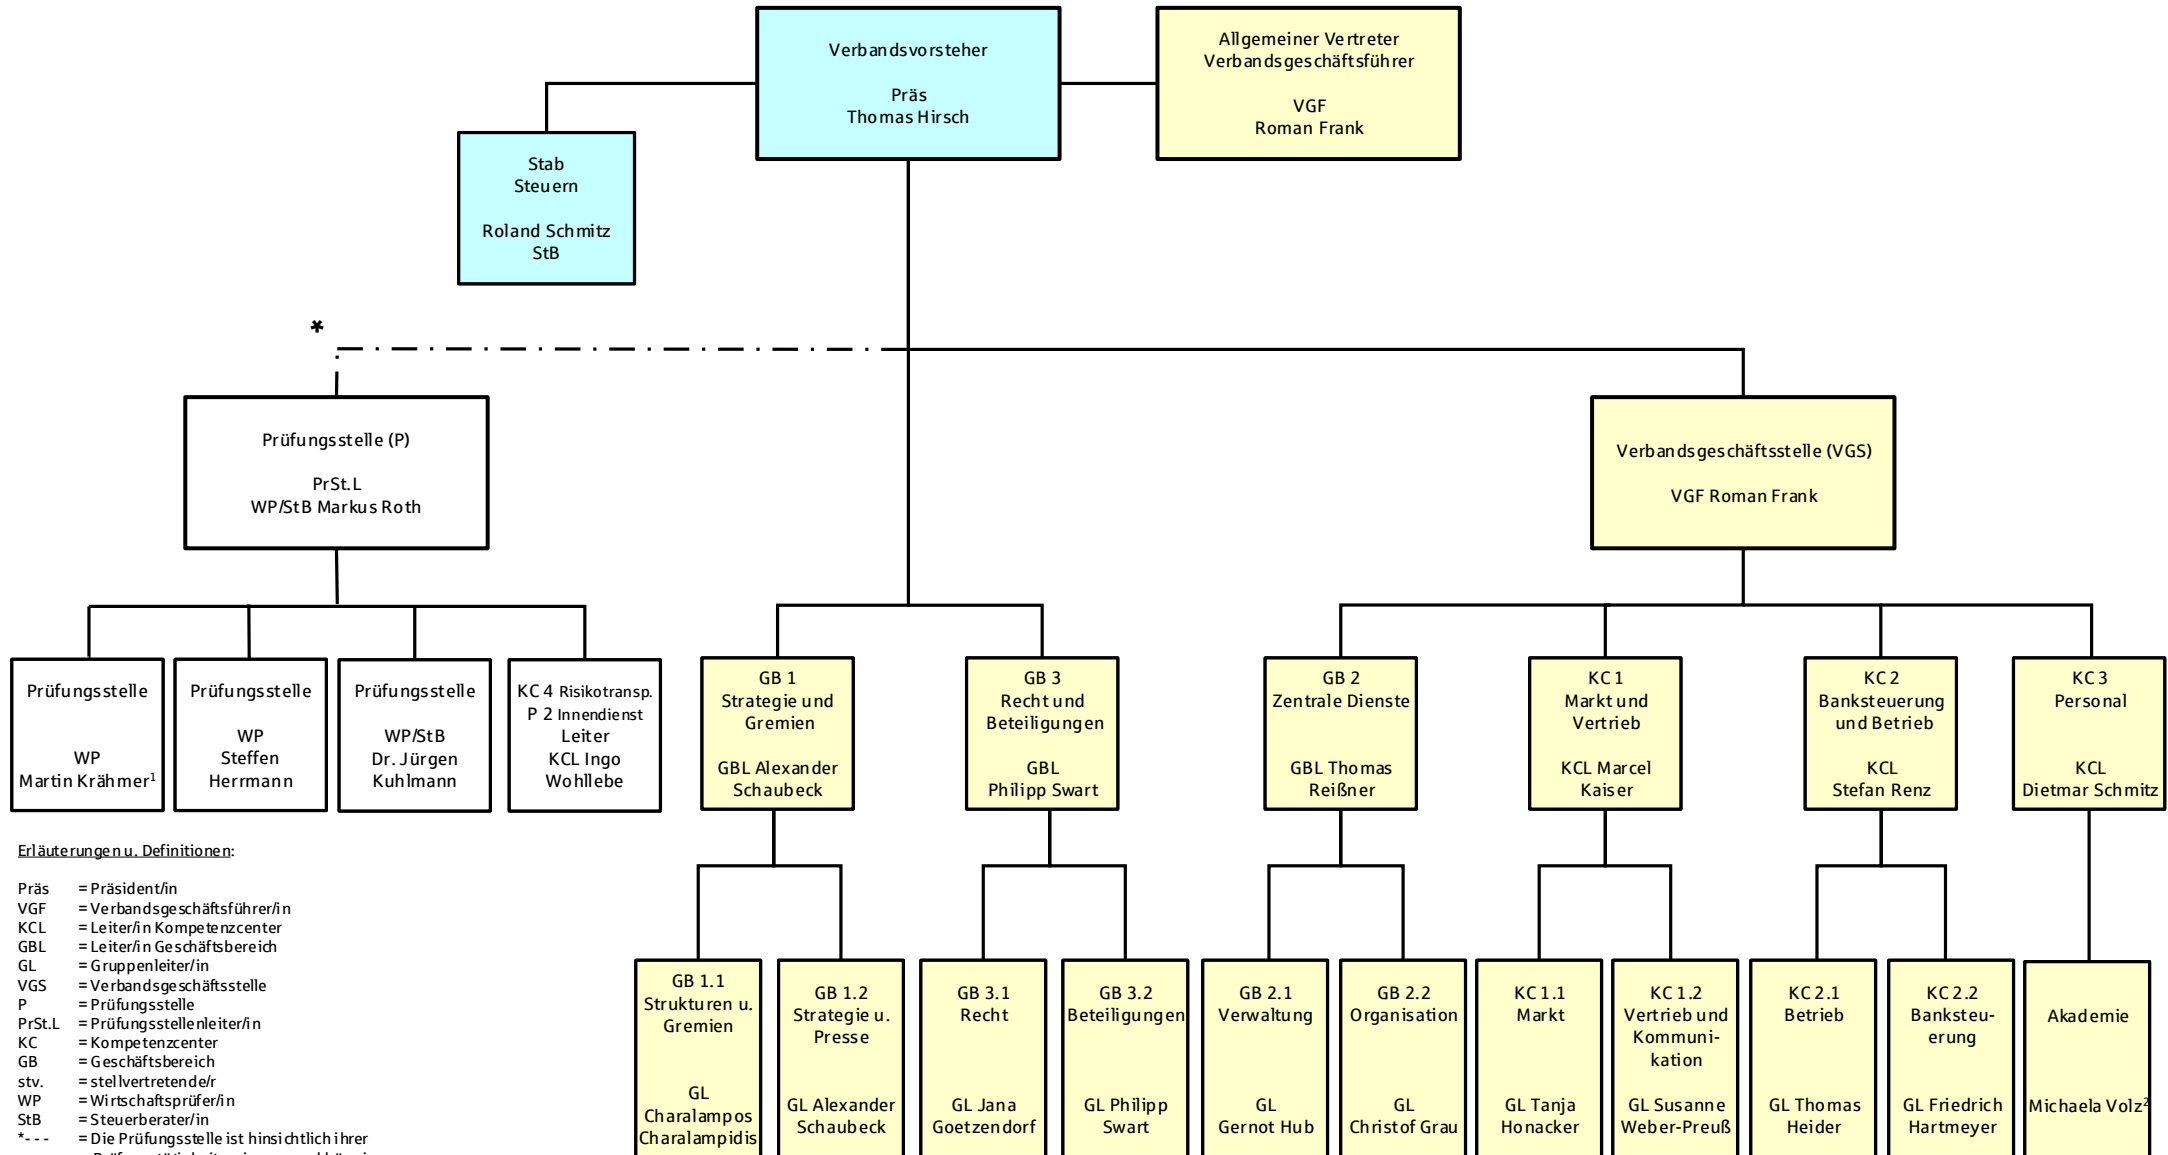 Verbandsvorsteher
Präs
Thomas Hirsch
Allgemeiner Vertreter
Verbandsgeschäftsführer
VGF
Roman Frank
Stab
Steuern
Roland Schmitz
StB
*
Prüfungsstelle (P)
PrSt.L
WP/StB Markus Roth
Verbandsgeschäftsstelle (VGS)
VGF Roman Frank
Prüfungsstelle
WP
Martin Krähmer¹
Prüfungsstelle
WP
Steffen
Herrmann
Prüfungsstelle
WP/StB
Dr. Jürgen
Kuhlmann
KC 4 Risikotransp.
P 2 Innendienst
Leiter
KCL Ingo
Wohllebe
GB 1
Strategie und
Gremien
GBL Alexander
Schaubeck
GB 3
Recht und
Beteiligungen
GBL
Philipp Swart
GB 2
Zentrale Dienste
GBL Thomas
Reißner
KC 1
Markt und
Vertrieb
KCL Marcel
Kaiser
KC 2
Banksteuerung
und Betrieb
KCL
Stefan Renz
KC 3
Personal
KCL
Dietmar Schmitz
Erläuterungen u. Definitionen:
Präs = Präsident/in
VGF = Verbandsgeschäftsführer/in
KCL = Leiter/in Kompetenzcenter
GBL = Leiter/in Geschäftsbereich
GL = Gruppenleiter/in
VGS = Verbandsgeschäftsstelle
P = Prüfungsstelle
PrSt.L = Prüfungsstellenleiter/in
KC = Kompetenzcenter
GB = Geschäftsbereich
stv. = stellvertretende/r
WP = Wirtschaftsprüfer/in
StB = Steuerberater/in
*- - - = Die Prüfungsstelle ist hinsichtlich ihrer
GB 1.1
Strukturen u.
Gremien
GL
Charalampos
Charalampidis
GB 1.2
Strategie u.
Presse
GL Alexander
Schaubeck
GB 3.1
Recht
GL Jana
Goetzendorf
GB 3.2
Beteiligungen
GL Philipp
Swart
GB 2.1
Verwaltung
GL
Gernot Hub
GB 2.2
Organisation
GL
Christof Grau
KC 1.1
Markt
GL Tanja
Honacker
KC 1.2
Vertrieb und
Kommuni-
kation
GL Susanne
Weber-Preuß
KC 2.1
Betrieb
GL Thomas
Heider
KC 2.2
Banksteu-
erung
GL Friedrich
Hartmeyer
Akademie
Michaela Volz²